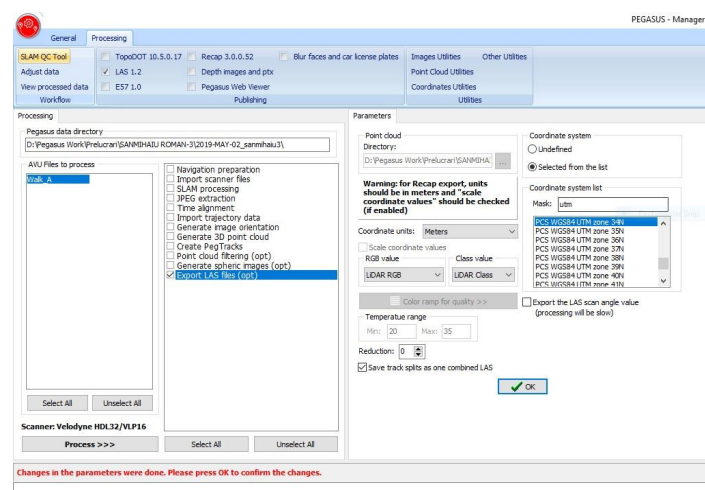 PEGASUS - Manager
General Processing
SLAM QC Tool
Adjust data
View processed data
Workflow
TopoDOT 10.5.0.17
LAS 1.2
E57 1.0
Recap 3.0.0.52
Depth images and ptx
Pegasus Web Viewer
Blur faces and car license plates
Publishing
Images Utilities Other Utilities
Point Cloud Utilities
Coordinates Utilities
Utilities
Processing
Pegasus data directory
D:\Pegasus Work\Prelucrari\SANMIHAIU ROMAN-3\2019-MAY-02_sanmihaiu3\
AVU Files to process
Walk_A
Select All Unselect All
Scanner: Velodyne HDL32/VLP16
Process >>>
Navigation preparation
Import scanner files
SLAM processing
JPEG extraction
Time alignment
Import trajectory data
Generate image orientation
Generate 3D point cloud
Create PegTracks
Point cloud filtering (opt)
Generate spheric images (opt)
Export LAS files (opt)
Select All Unselect All
Parameters
Point cloud
Directory:
D:\Pegasus Work\Prelucrari\SANMIHA: ...
Warning: for Recap export, units
should be in meters and "scale
coordinate values" should be checked
(if enabled)
Coordinate units: Meters
Scale coordinate values
RGB value
LiDAR RGB
Class value
LiDAR Class
Color ramp for quality >>
Temperatue range
Min: 20 Max: 35
Reduction: 0
Save track splits as one combined LAS
Coordinate system
Undefined
Selected from the list
Coordinate system list
Mask: utm
PCS WGS84 UTM zone 34N
PCS WGS84 UTM zone 35N
PCS WGS84 UTM zone 36N
PCS WGS84 UTM zone 37N
PCS WGS84 UTM zone 38N
PCS WGS84 UTM zone 39N
PCS WGS84 UTM zone 40N
PCS WGS84 UTM zone 41N
Export the LAS scan angle value
(processing will be slow)
OK
Changes in the parameters were done. Please press OK to confirm the changes.